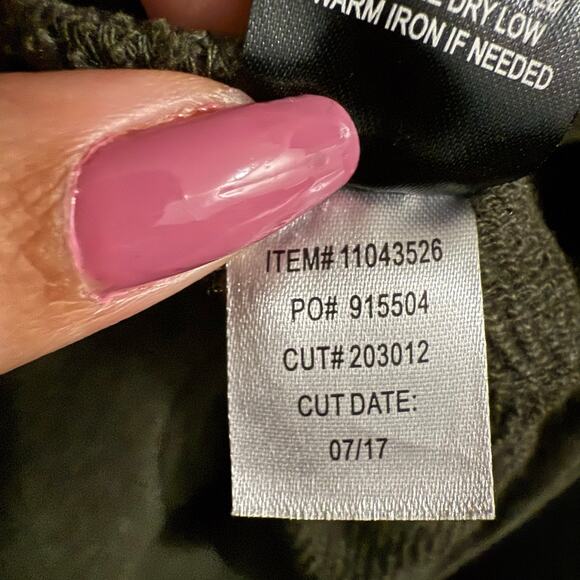 DRY LOW
WARM IRON IF NEEDED
ITEM# 11043526
PO# 915504
CUT# 203012
CUT DATE:
07/17